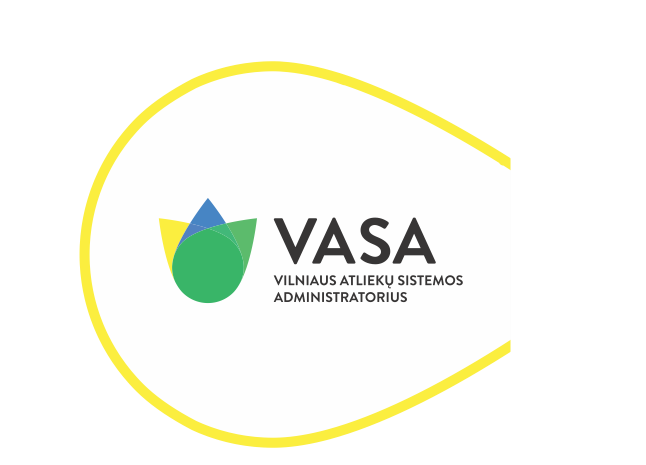 VASA
VILNIAUS ATLIEKŲ SISTEMOS
ADMINISTRATORIUS